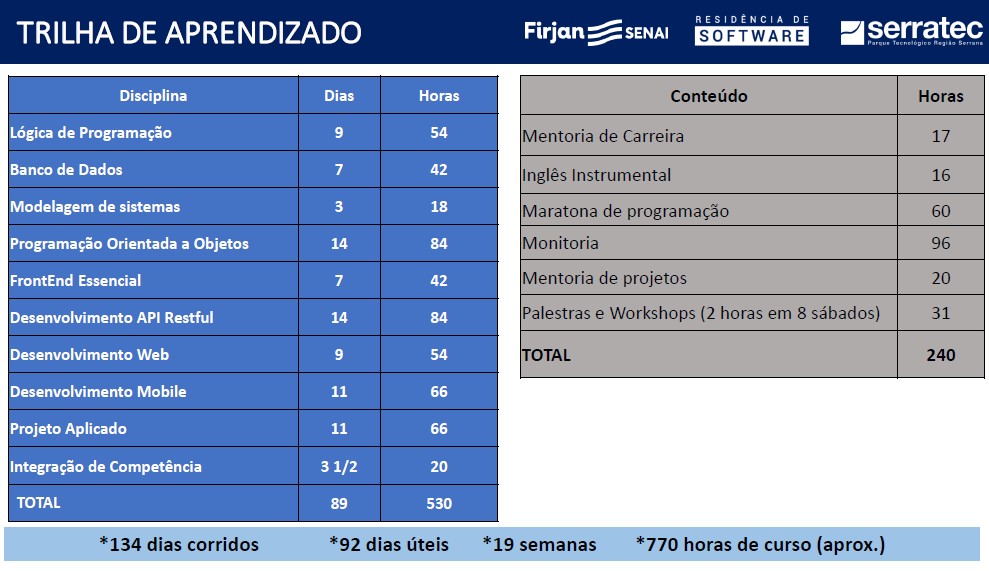 TRILHA DE APRENDIZADO
Firjan SENAI
RESIDÊNCIA DE
SOFTWARE
serratec
Parque Tecnológico Região Serrana
Disciplina Dias Horas
Lógica de Programação 9 54
Banco de Dados 7 42
Modelagem de sistemas 3 18
Programação Orientada a Objetos 14 84
FrontEnd Essencial 7 42
Desenvolvimento API Restful 14 84
Desenvolvimento Web 9 54
Desenvolvimento Mobile 11 66
Projeto Aplicado 11 66
Integração de Competência 3 1/2 20
TOTAL 89 530
Conteúdo Horas
Mentoria de Carreira 17
Inglês Instrumental 16
Maratona de programação 60
Monitoria 96
Mentoria de projetos 20
Palestras e Workshops (2 horas em 8 sábados) 31
TOTAL 240
*134 dias corridos *92 dias úteis *19 semanas *770 horas de curso (aprox.)